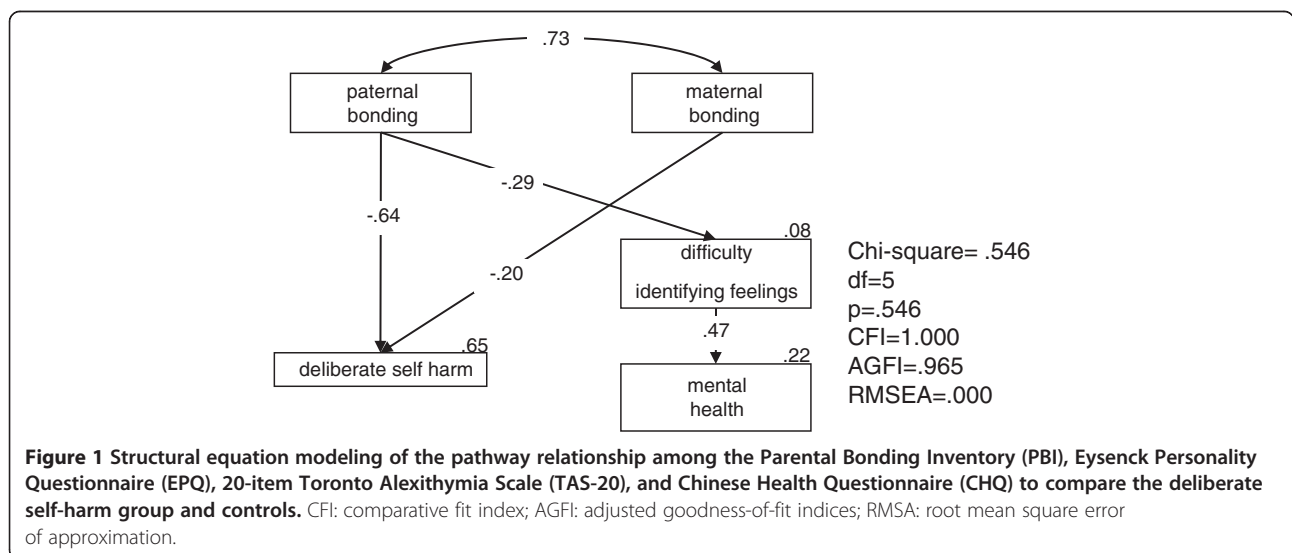 .73
paternal
bonding
maternal
bonding
-.29
-.64
.08
difficulty
identifying feelings
-.20
.47
.65
deliberate self harm
.22
mental
health
Chi-square= .546
df=5
p=.546
CFI=1.000
AGFI=.965
RMSEA=.000
Figure 1 Structural equation modeling of the pathway relationship among the Parental Bonding Inventory (PBI), Eysenck Personality
Questionnaire (EPQ), 20-item Toronto Alexithymia Scale (TAS-20), and Chinese Health Questionnaire (CHQ) to compare the deliberate
self-harm group and controls. CFI: comparative fit index; AGFI: adjusted goodness-of-fit indices; RMSA: root mean square error
of approximation.